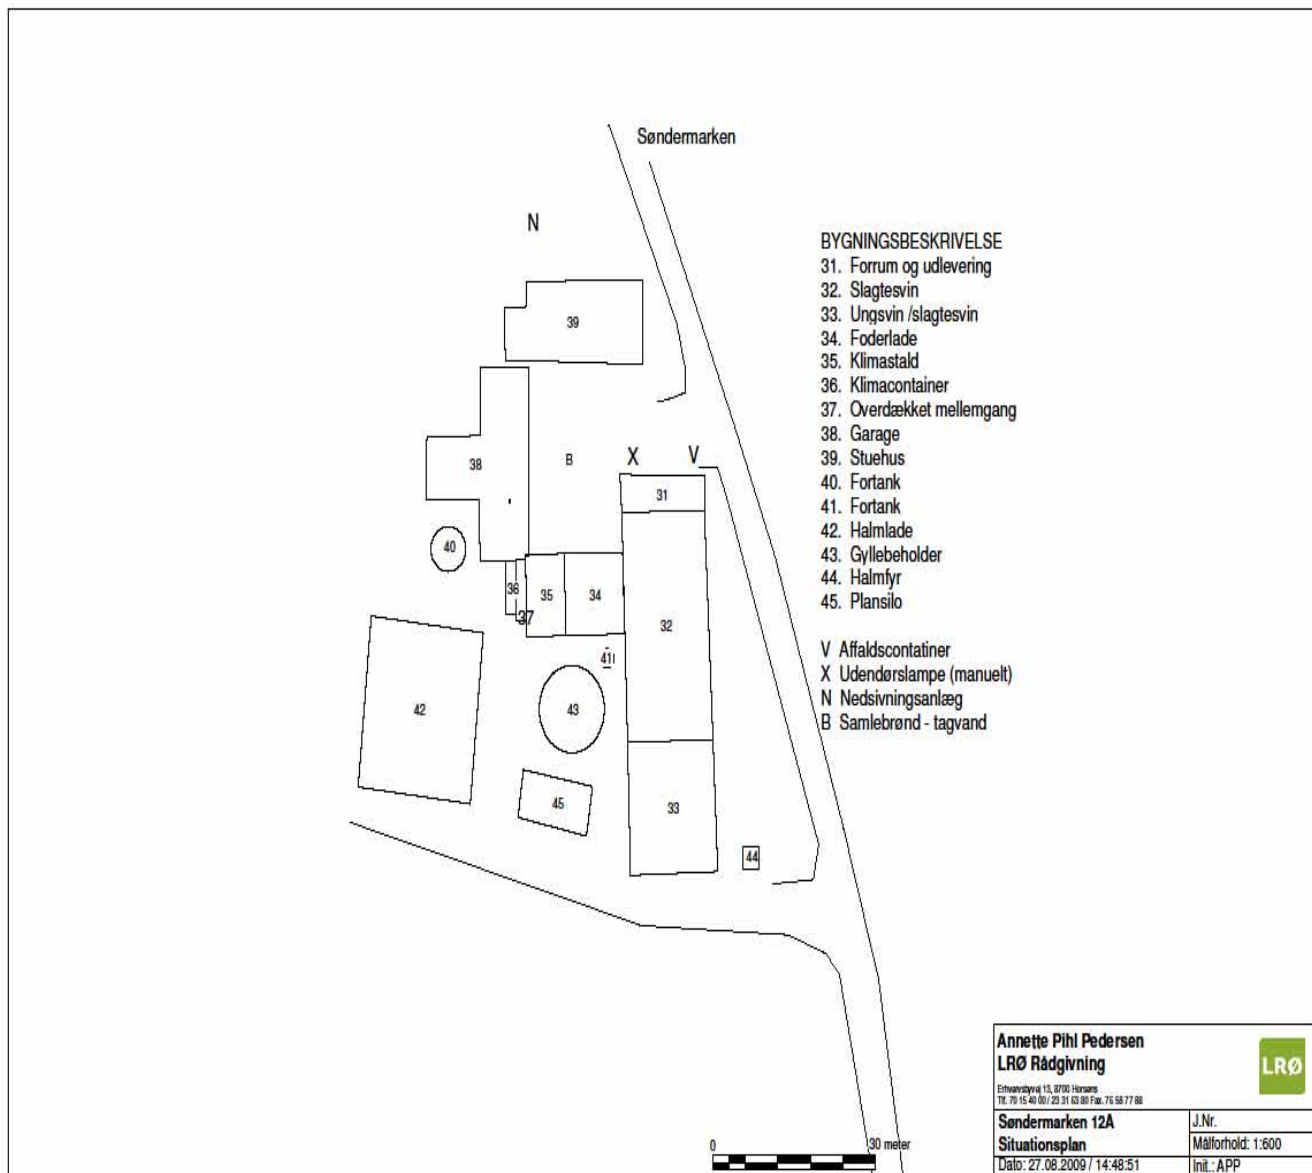 Søndermarken
N
39
38
B
X
V
31
40
36
35
34
37
32
41
42
43
45
33
44
BYGNINGSBESKRIVELSE
31. Forrum og udlevering
32. Slagtesvin
33. Ungsvin /slagtesvin
34. Foderlade
35. Klimastald
36. Klimacontainer
37. Overdækket mellemgang
38. Garage
39. Stuehus
40. Fortank
41. Fortank
42. Halmlade
43. Gyllebeholder
44. Halmfyr
45. Plansilo
V Affaldscontatiner
X Udendørslampe (manuelt)
N Nedsivningsanlæg
B Samlebrønd - tagvand
0 30 meter
Annette Pihl Pedersen
LRØ Rådgivning
LRØ
13, 8700 Horsens
Søndermarken 12A
J.Nr.
Situationsplan
Målforhold: 1:600
Dato: 27.08.2009 / 14:48:51
Init.: APP